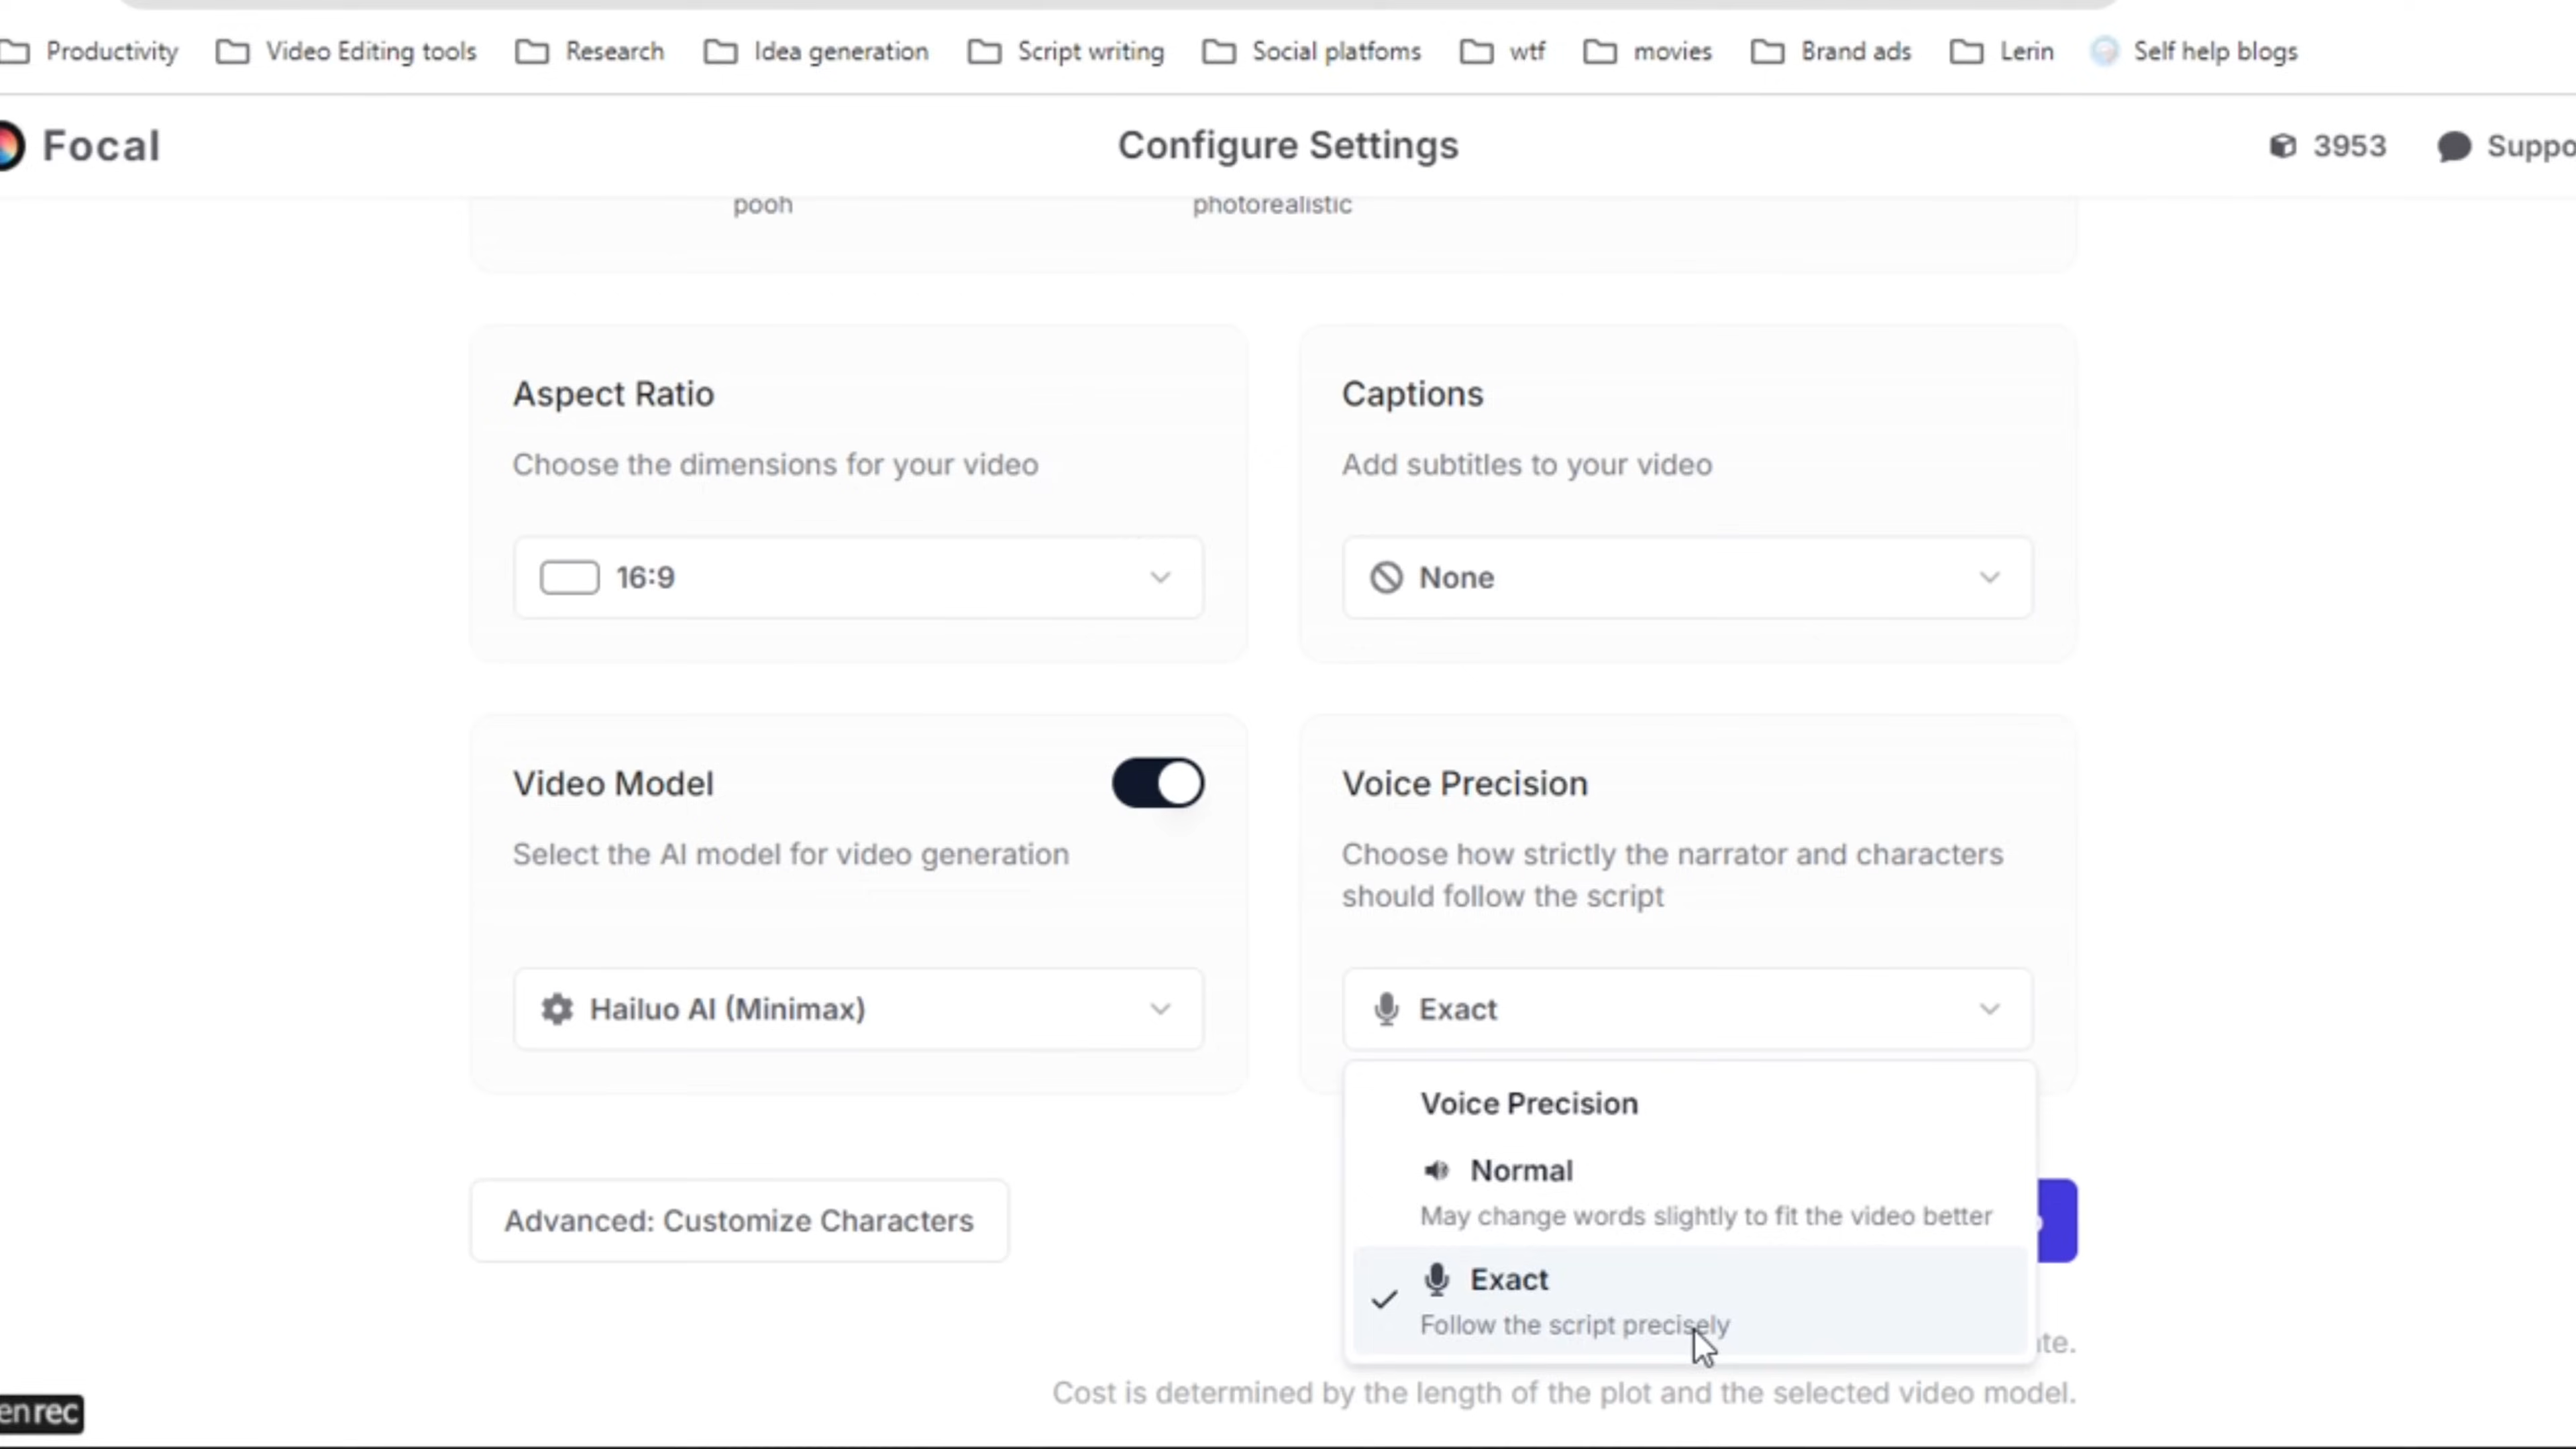 Productivity Video Editing tools Research Idea generation Script writing Social platfoms wtf movies Brand ads Lerin Self help blogs
Focal Configure Settings 3953 Suppo
pooh photorealistic
Aspect Ratio
Choose the dimensions for your video
16:9
Captions
Add subtitles to your video
None
Video Model
Select the AI model for video generation
Hailuo AI (Minimax)
Voice Precision
Choose how strictly the narrator and characters
should follow the script
Exact
Voice Precision
Normal
May change words slightly to fit the video better
Exact
Follow the script precisely
Advanced: Customize Characters
te.
Cost is determined by the length of the plot and the selected video model.
enrec